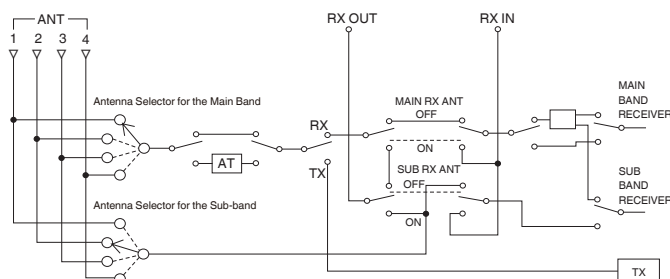 ANT
1 2 3 4
RX OUT
RX IN
Antenna Selector for the Main Band
RX
TX
AT
MAIN RX ANT
OFF
ON
SUB RX ANT
OFF
ON
MAIN
BAND
RECEIVER
SUB
BAND
RECEIVER
Antenna Selector for the Sub-band
TX